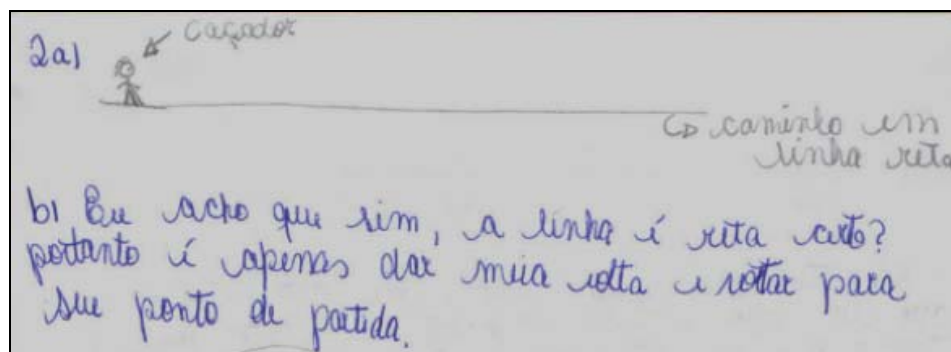 2a) caçador
↳ caminho em
linha reta
b) Eu acho que sim, a linha é reta certo?
portanto é apenas dar meia volta e voltar para
seu ponto de partida.